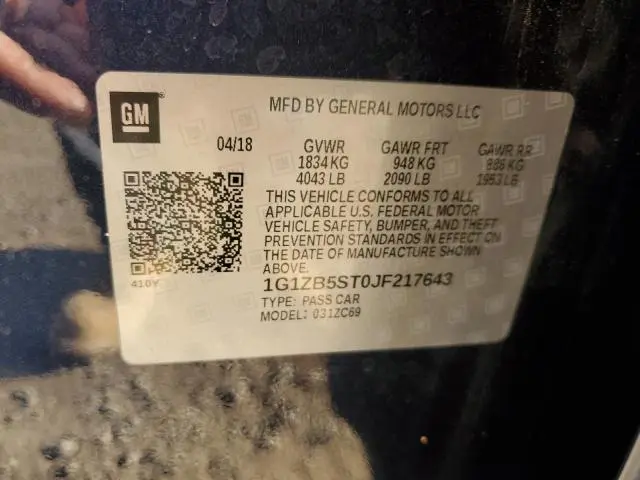 GM
®
MFD BY GENERAL MOTORS LLC
04/18 GVWR GAWR FRT GAWR RR
1834 KG 948 KG 886 KG
4043 LB 2090 LB 1953 LB
THIS VEHICLE CONFORMS TO ALL
APPLICABLE U.S. FEDERAL MOTOR
VEHICLE SAFETY, BUMPER, AND THEFT
PREVENTION STANDARDS IN EFFECT ON
THE DATE OF MANUFACTURE SHOWN
ABOVE.
410Y
1G1ZB5ST0JF217643
TYPE: PASS CAR
MODEL: 031ZC69